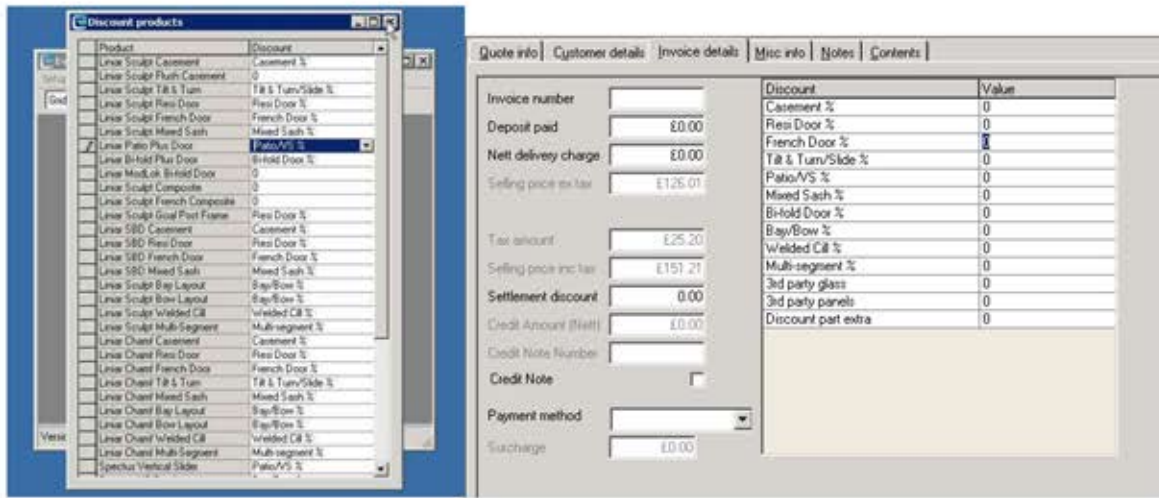 Discount products
Product Discount
Liniar Sculpt Casement Casement %
Liniar Sculpt Flush Casement 0
Liniar Sculpt Tilt & Turn Tilt & Turn/Slide %
Liniar Sculpt Resi Door Resi Door %
Liniar Sculpt French Door French Door %
Liniar Sculpt Mixed Sash Mixed Sash %
Liniar Patio Plus Door Patio/VS %
Liniar Bi-fold Plus Door Bi-fold Door %
Liniar ModLok Bi-fold Door 0
Liniar Sculpt Composite 0
Liniar Sculpt French Composite 0
Liniar Sculpt Goal Post Frame Resi Door %
Liniar SBD Casement Casement %
Liniar SBD Resi Door Resi Door %
Liniar SBD French Door French Door %
Liniar SBD Mixed Sash Mixed Sash %
Liniar Sculpt Bay Layout Bay/Bow %
Liniar Sculpt Bow Layout Bay/Bow %
Liniar Sculpt Welded Cill Welded Cill %
Liniar Sculpt Multi-Segment Multi-segment %
Liniar Chamf Casement Casement %
Liniar Chamf Resi Door Resi Door %
Liniar Chamf French Door French Door %
Liniar Chamf Tilt & Turn Tilt & Turn/Slide %
Liniar Chamf Mixed Sash Mixed Sash %
Liniar Chamf Bay Layout Bay/Bow %
Liniar Chamf Bow Layout Bay/Bow %
Liniar Chamf Welded Cill Welded Cill %
Liniar Chamf Multi-Segment Multi-segment %
Spectus Vertical Slider Patio/VS %
Quote info Customer details Invoice details Misc info Notes Contents
Invoice number
Deposit paid £0.00
Nett delivery charge £0.00
Selling price ex tax £126.01
Tax amount £25.20
Selling price inc tax £151.21
Settlement discount 0.00
Credit Amount (Nett) £0.00
Credit Note Number
Credit Note
Payment method
Surcharge £0.00
Discount Value
Casement % 0
Resi Door % 0
French Door % 0
Tilt & Turn/Slide % 0
Patio/VS % 0
Mixed Sash % 0
Bi-fold Door % 0
Bay/Bow % 0
Welded Cill % 0
Multi-segment % 0
3rd party glass 0
3rd party panels 0
Discount part extra 0